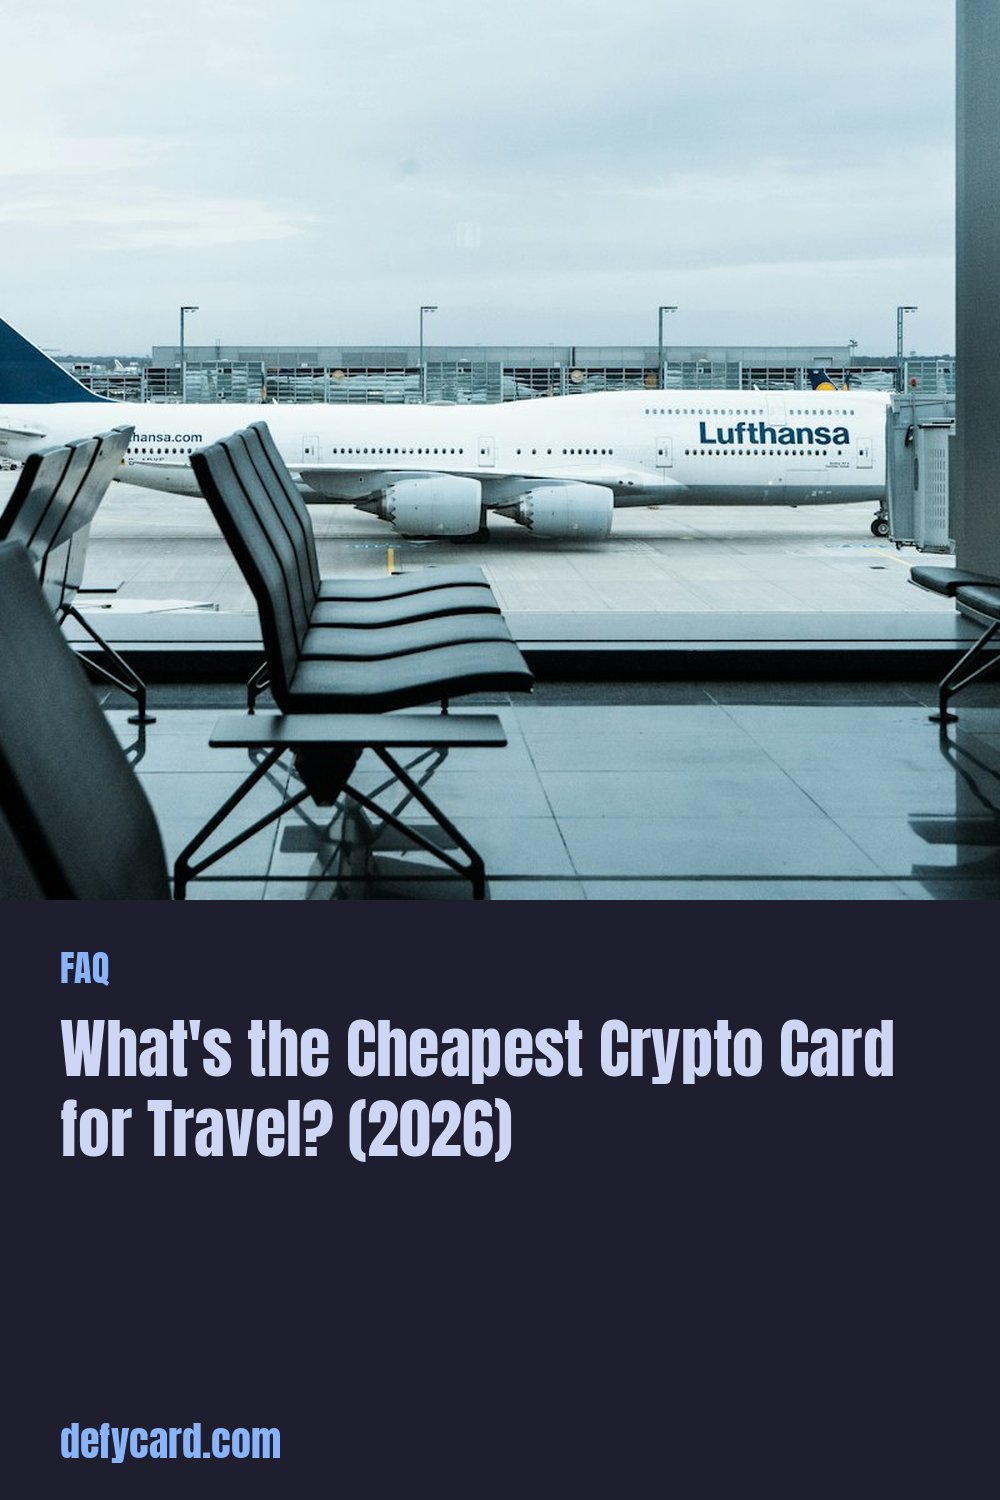 Lufthansa
hansa.com
FAQ
What's the Cheapest Crypto Card
for Travel? (2026)
defycard.com